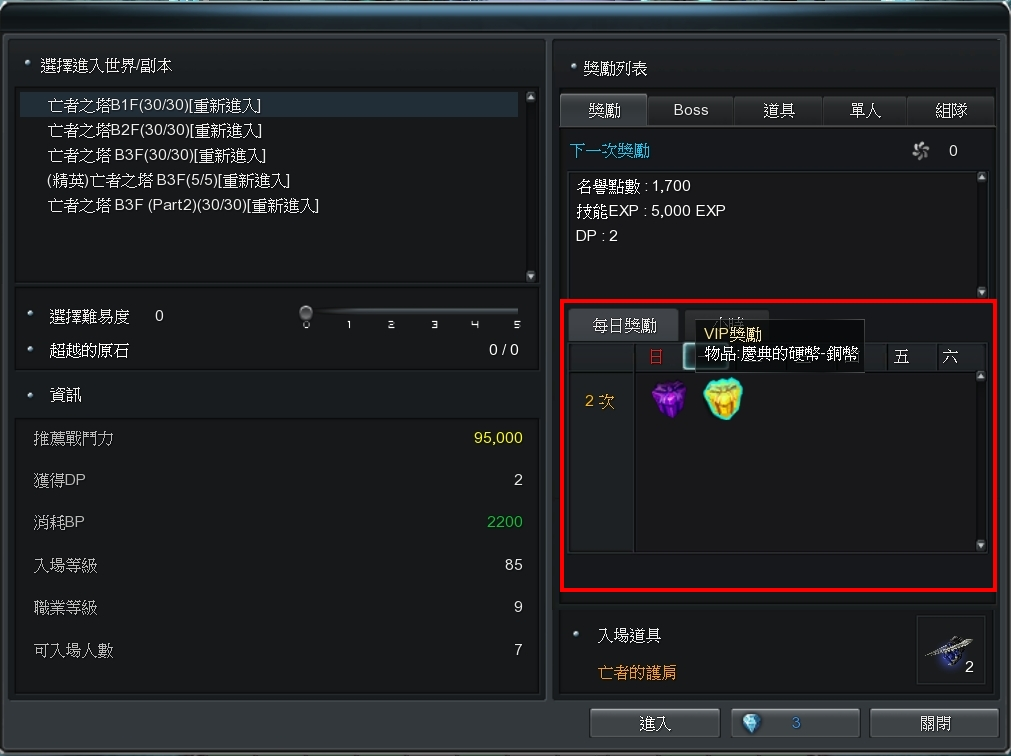 選擇進入世界/副本
亡者之塔B1F(30/30)[重新進入]
亡者之塔B2F(30/30)[重新進入]
亡者之塔 B3F(30/30)[重新進入]
(精英)亡者之塔 B3F(5/5)[重新進入]
亡者之塔 B3F (Part2)(30/30)[重新進入]
選擇難易度 0
0 1 2 3 4 5
超越的原石 0 / 0
資訊
推薦戰鬥力 95,000
獲得DP 2
消耗BP 2200
入場等級 85
職業等級 9
可入場人數 7
獎勵列表
獎勵 Boss 道具 單人 組隊
下一次獎勵 0
名譽點數 : 1,700
技能EXP : 5,000 EXP
DP : 2
每日獎勵
VIP獎勵
物品:慶典的硬幣-銅幣
日 五 六
2 次
入場道具
亡者的護肩
2
進入 3 關閉